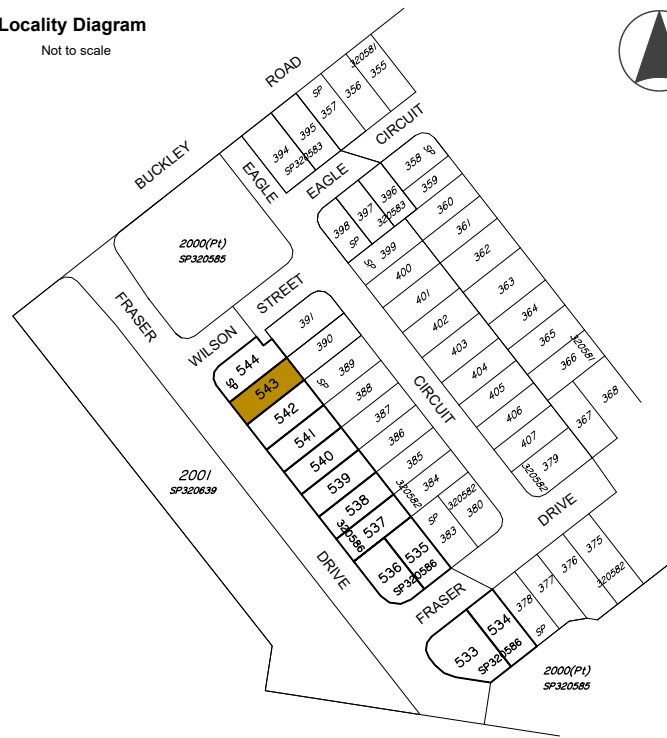 Locality Diagram
Not to scale
BUCKLEY
ROAD
SP
320581
355
356
357
395
394
SP320583
EAGLE
EAGLE
CIRCUIT
358
SP
359
360
361
362
363
364
365
366
320581
367
368
396
397
398
320583
SP
SP
399
400
401
402
403
404
405
406
407
379
320582
2000(Pt)
SP320585
FRASER
WILSON
STREET
391
390
389
SP
388
387
386
385
384
320582
320582
SP
383
380
CIRCUIT
544
SP
543
542
541
540
539
538
537
320586
536
535
SP320586
2001
SP320639
DRIVE
DRIVE
FRASER
375
376
377
378
320582
SP
534
533
SP320586
2000(Pt)
SP320585